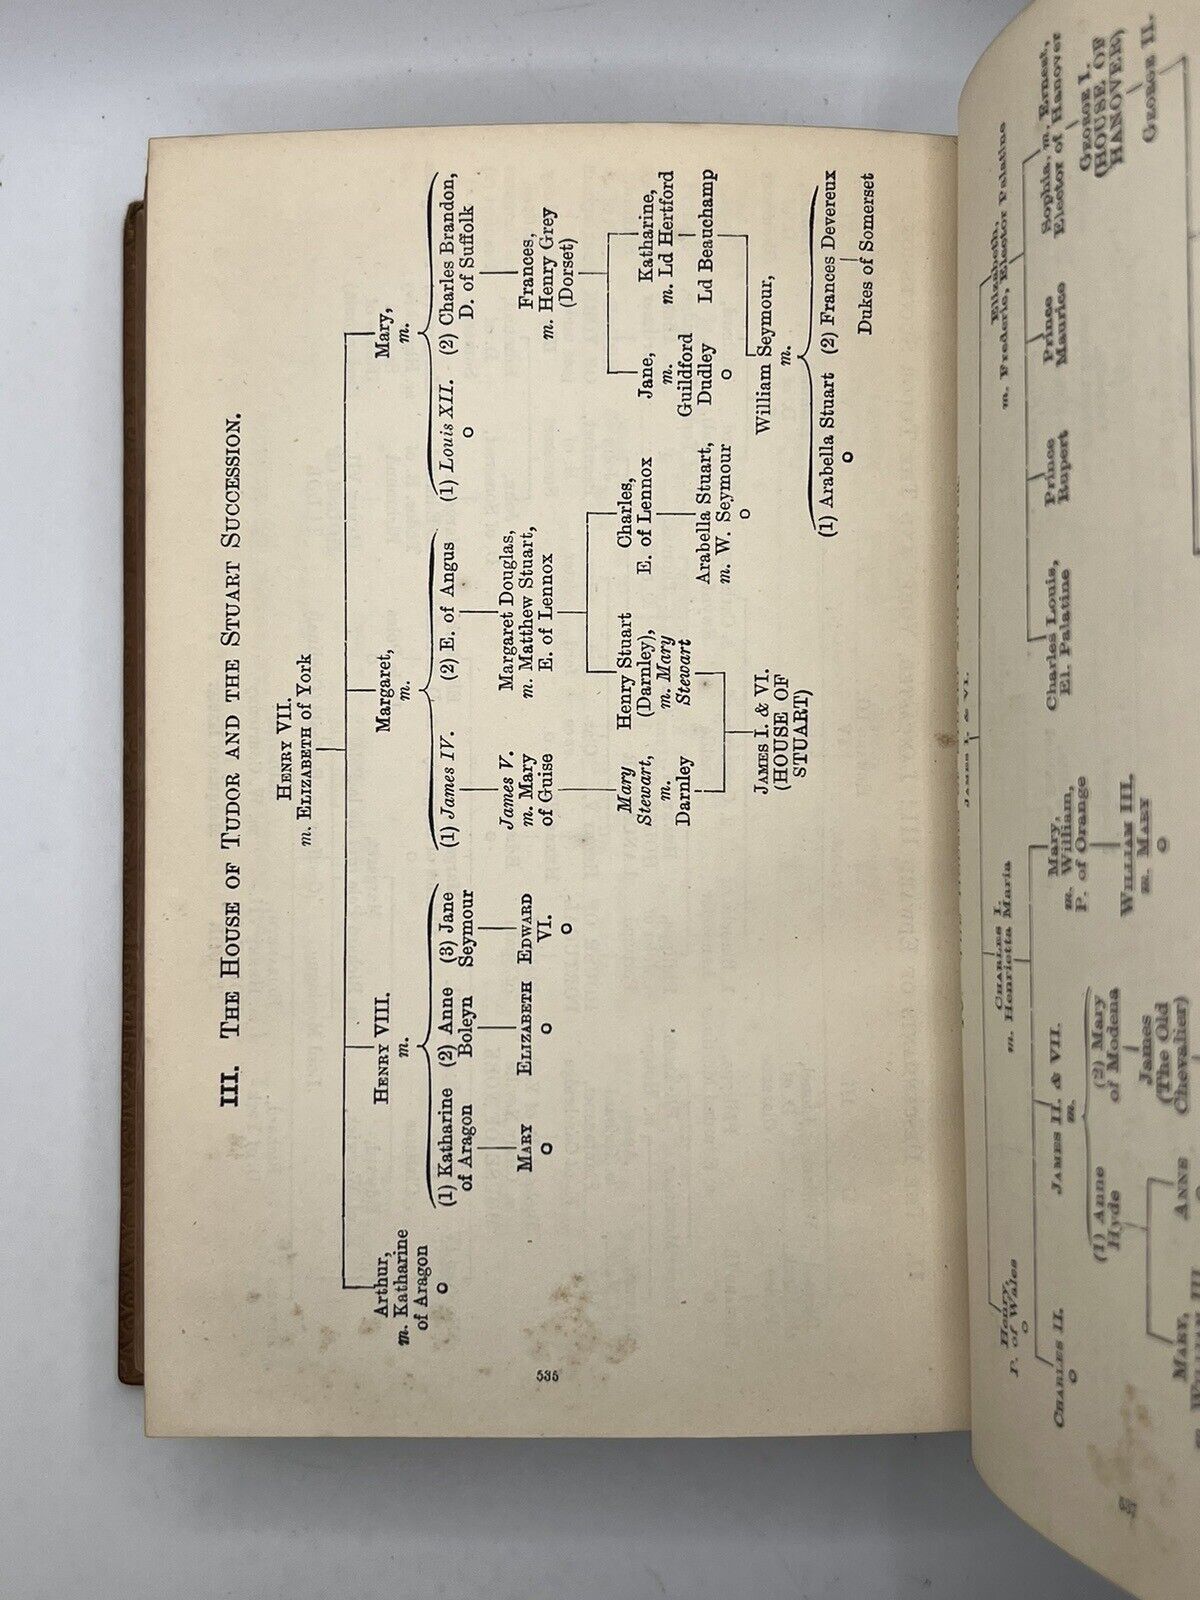 III. THE HOUSE OF TUDOR AND THE STUART SUCCESSION.
HENRY VII.
m. ELIZABETH of York
Arthur,
m. Katharine
of Aragon
O
HENRY VIII.
m.
(1) Katharine
of Aragon
MARY
O
(2) Anne
Boleyn
ELIZABETH
O
(3) Jane
Seymour
EDWARD
VI.
O
Margaret,
m.
(1) James IV.
James V.
m. Mary
of Guise
Mary
Stewart,
m.
Darnley
(2) E. of Angus
Margaret Douglas,
m. Matthew Stuart,
E. of Lennox
Henry Stuart
(Darnley),
m. Mary
Stewart
JAMES I. & VI.
(HOUSE OF
STUART)
Charles,
E. of Lennox
Arabella Stuart,
m. W. Seymour
O
Mary,
m.
(1) Louis XII.
O
(2) Charles Brandon,
D. of Suffolk
Frances,
m. Henry Grey
(Dorset)
Jane,
m.
Guildford
Dudley
O
Katharine,
m. Ld Hertford
Ld Beauchamp
William Seymour,
m.
(1) Arabella Stuart
O
(2) Frances Devereux
Dukes of Somerset
535
JAMES I. & VI.
Henry,
P. of Wales
O
CHARLES I.
m. Henrietta Maria
Elizabeth,
m. Frederic, Elector Palatine
CHARLES II.
O
JAMES II. & VII.
m.
(1) Anne
Hyde
MARY,
ANNE
(2) Mary
of Modena
James
(The Old
Chevalier)
Mary,
m. William,
P. of Orange
WILLIAM III.
m. MARY
O
Charles Louis,
El. Palatine
Prince
Rupert
Prince
Maurice
Sophia, m. Ernest,
Elector of Hanover
GEORGE I.
(HOUSE OF
HANOVER)
GEORGE II.